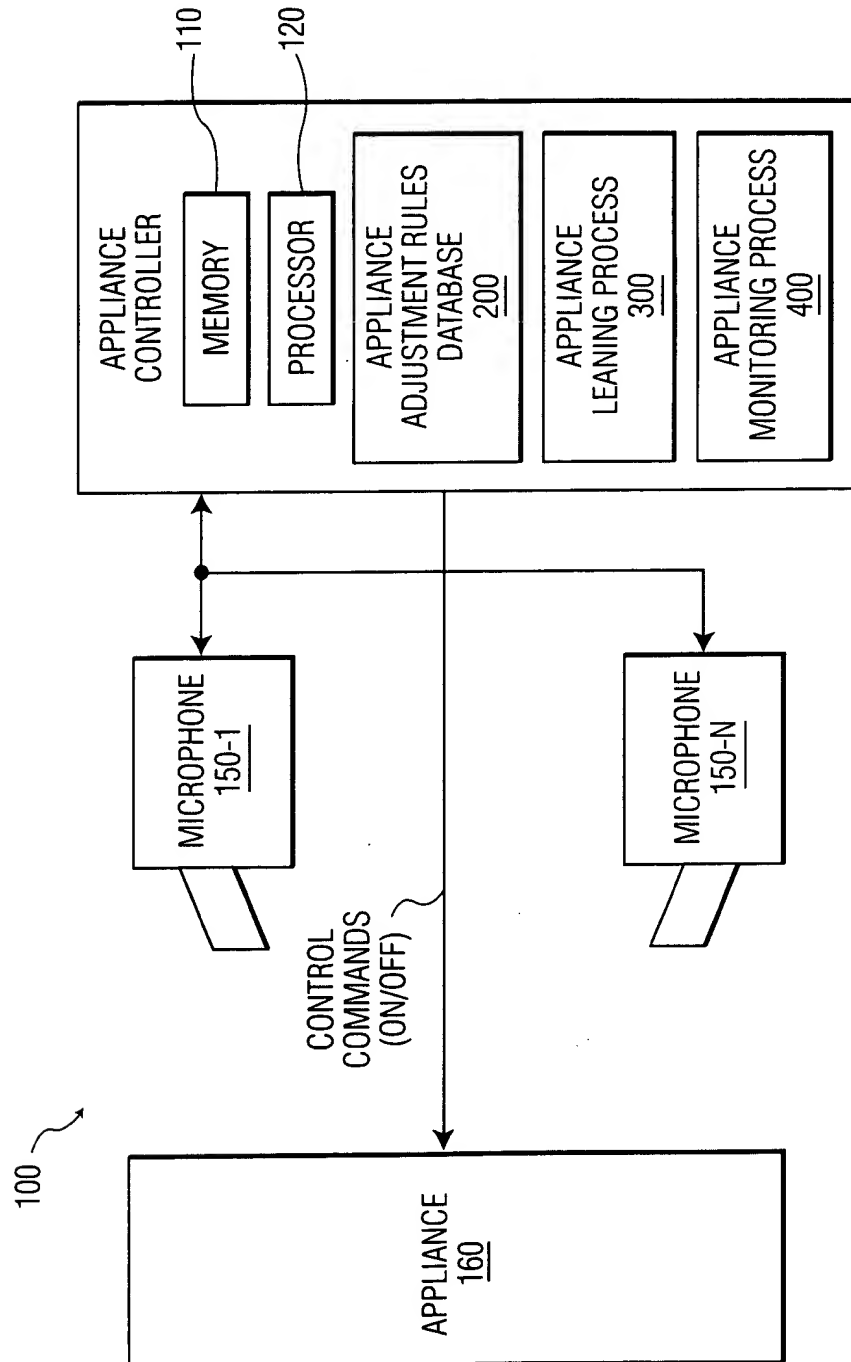 100
APPLIANCE
160
CONTROL
COMMANDS
(ON/OFF)
MICROPHONE
150-1
MICROPHONE
150-N
APPLIANCE
CONTROLLER
MEMORY
110
PROCESSOR
120
APPLIANCE
ADJUSTMENT RULES
DATABASE
200
APPLIANCE
LEANING PROCESS
300
APPLIANCE
MONITORING PROCESS
400